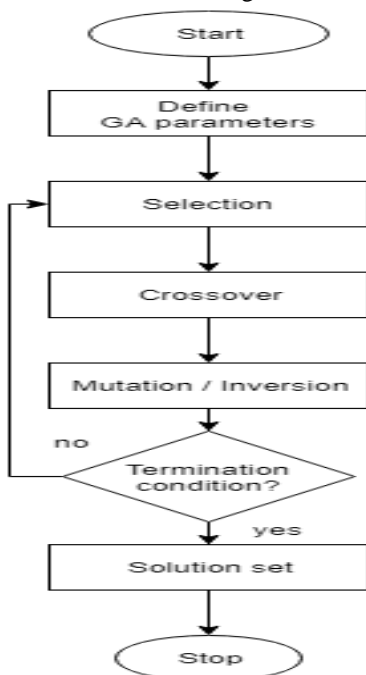 Start
Define
GA parameters
Selection
Crossover
Mutation / Inversion
no
Termination
condition?
yes
Solution set
Stop